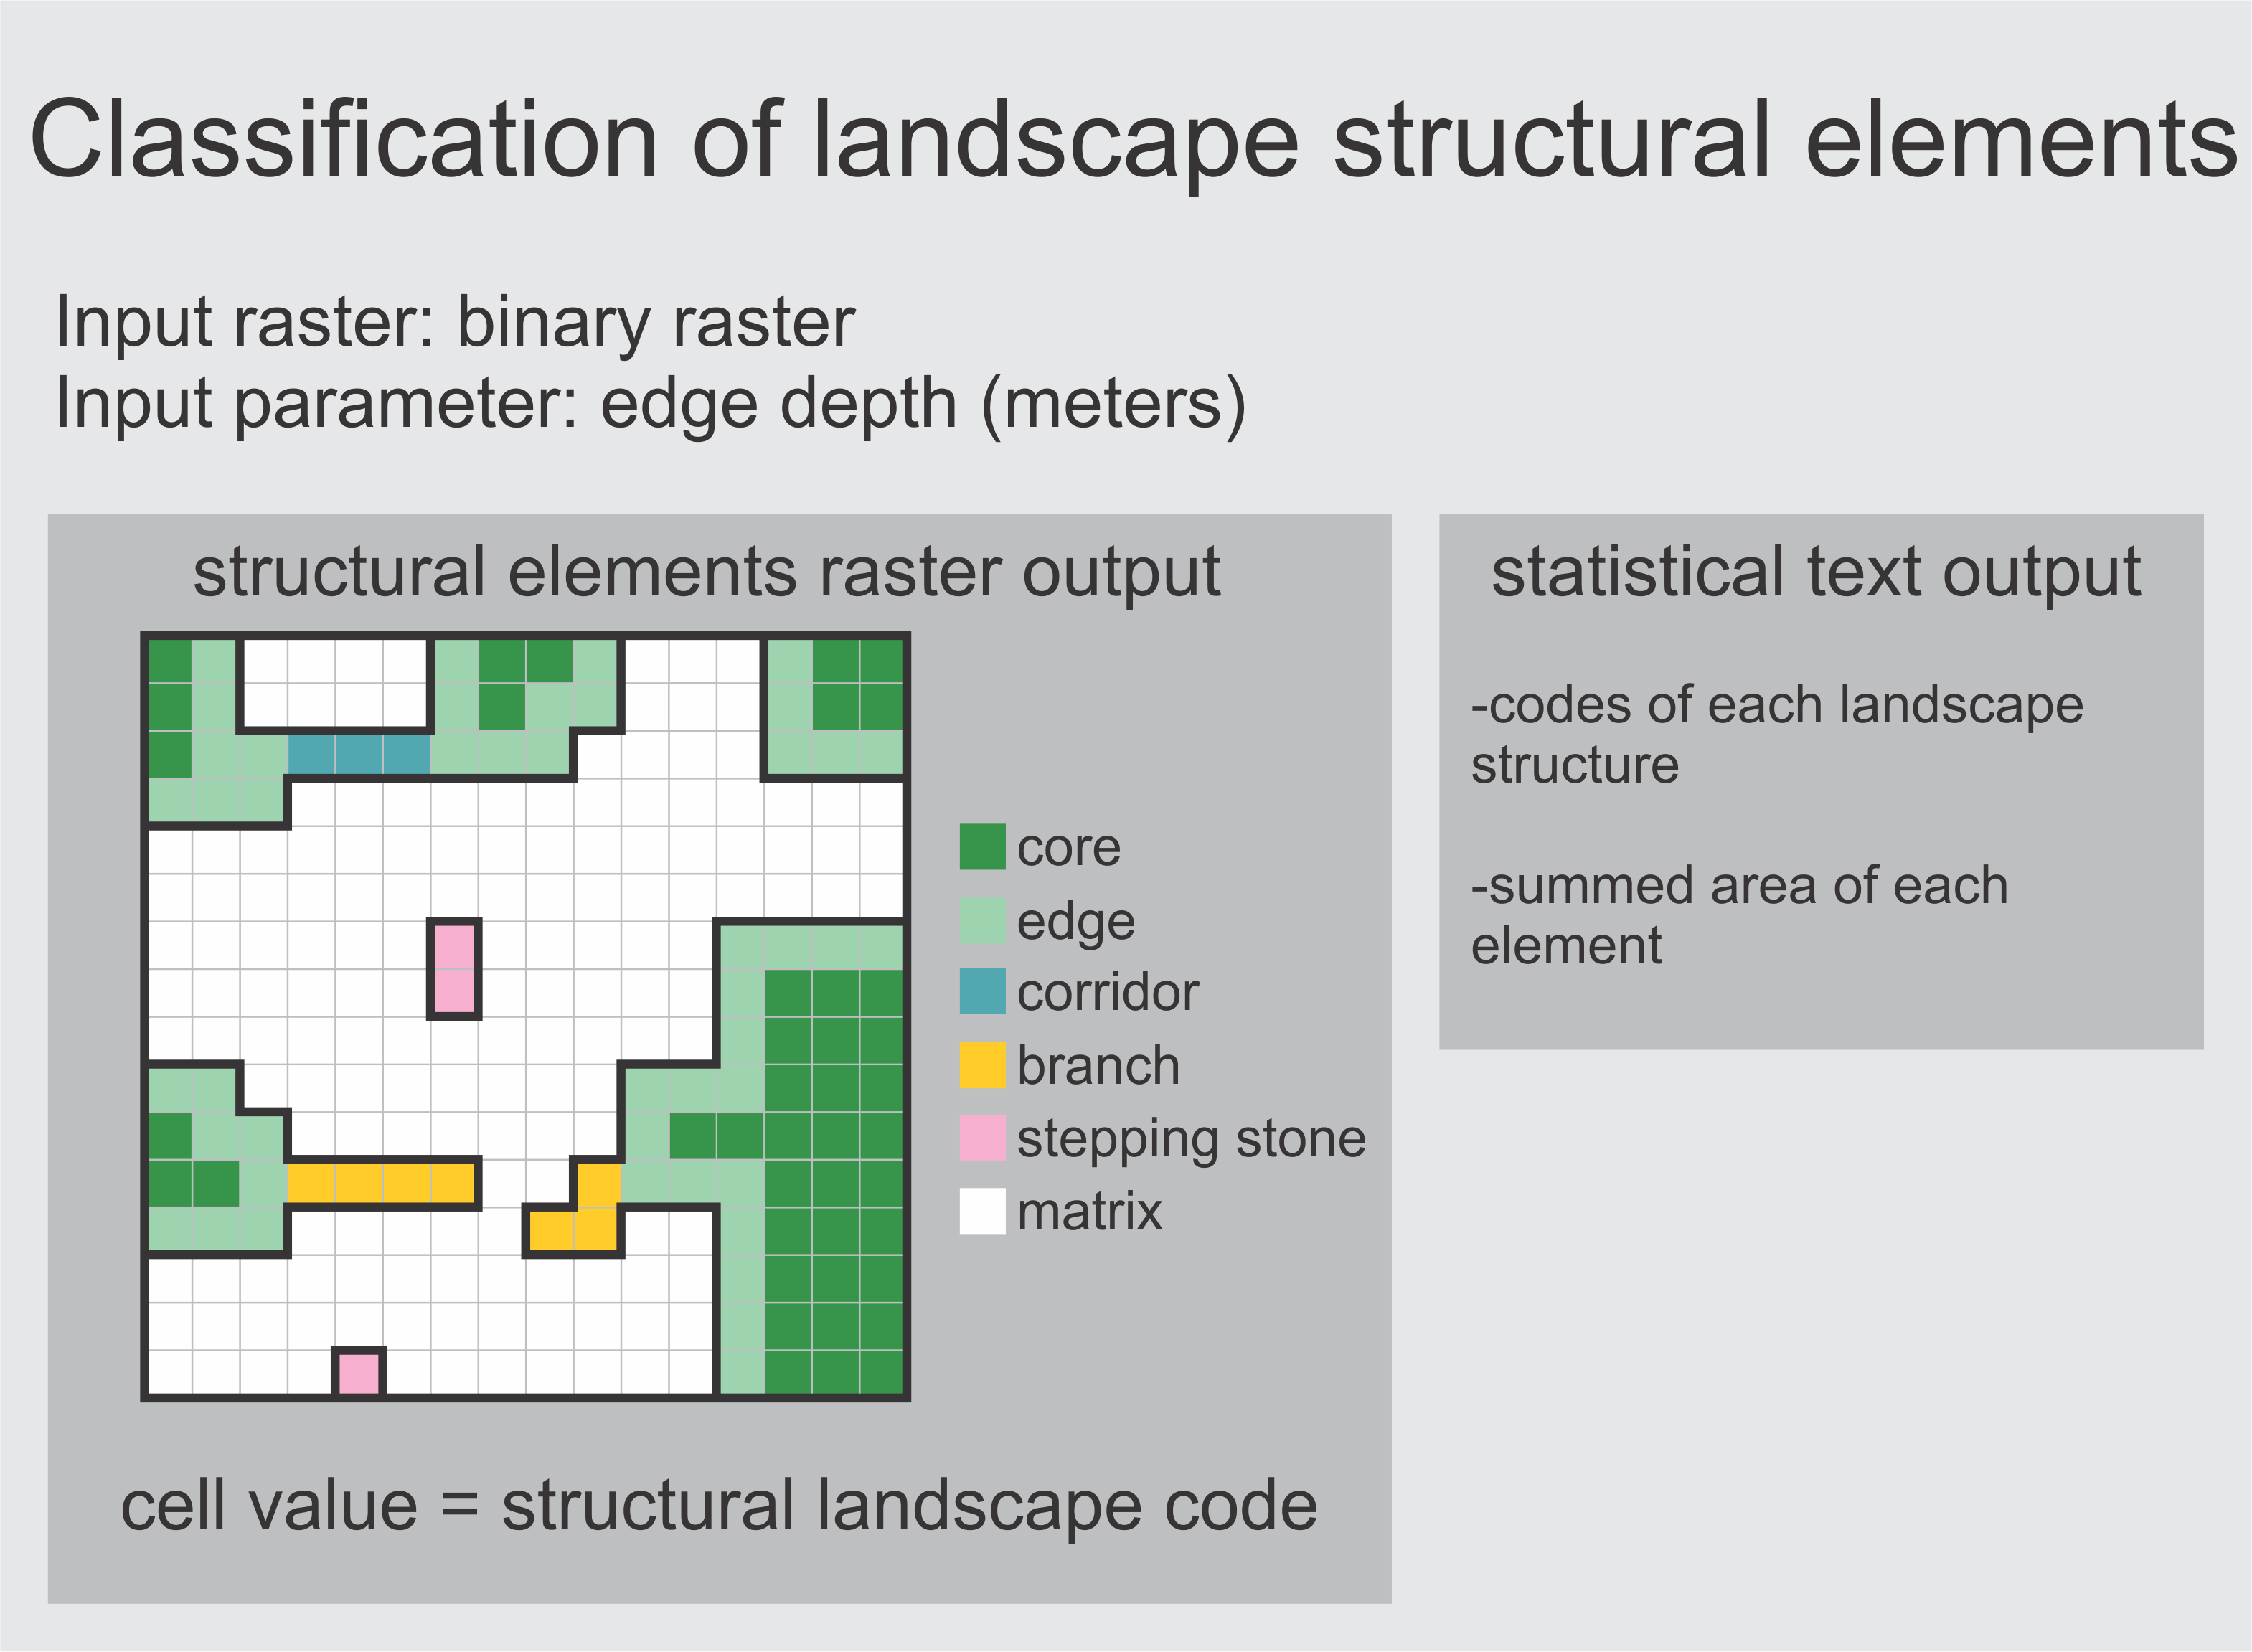 Classification of landscape structural elements
Input raster: binary raster
Input parameter: edge depth (meters)
structural elements raster output
core
edge
corridor
branch
stepping stone
matrix
cell value = structural landscape code
statistical text output
-codes of each landscape
structure
-summed area of each
element